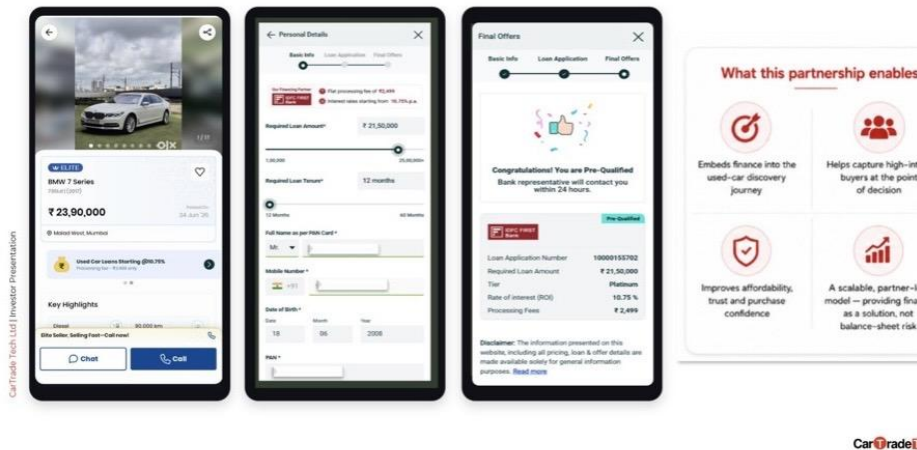 CarTrade Tech Ltd | Investor Presentation
1 / 17
OLX
ELITE
BMW 7 Series
₹ 23,90,000
24 Jun '26
Malad West, Mumbai
Used Car Loans Starting @10.75%
Key Highlights
Diesel
90,000 km
Elite Seller, Selling Fast—Call now!
Chat
Call
Personal Details
Basic Info Loan Application Final Offers
Our Financing Partner
IDFC FIRST
Bank
Flat processing fee of ₹2,499
Interest rates starting from 10.75% p.a.
Required Loan Amount*
₹ 21,50,000
1,00,000
25,00,000+
Required Loan Tenure*
12 months
12 Months
60 Months
Full Name as per PAN Card *
Mr.
Mobile Number *
+91
Date of Birth *
Date Month Year
18 06 2008
PAN *
Final Offers
Basic Info Loan Application Final Offers
Congratulations! You are Pre-Qualified
Bank representative will contact you
within 24 hours.
Pre-Qualified
IDFC FIRST
Bank
Loan Application Number 10000155702
Required Loan Amount ₹ 21,50,000
Tier Platinum
Rate of interest (ROI) 10.75 %
Processing Fees ₹ 2,499
Disclaimer: The information presented on this
website, including all pricing, loan & offer details are
made available solely for general information
purposes. Read more
What this partnership enables
Embeds finance into the
used-car discovery
journey
Helps capture high-int
buyers at the point
of decision
Improves affordability,
trust and purchase
confidence
A scalable, partner-l
model — providing fina
as a solution, not
balance-sheet risk
CarTrade